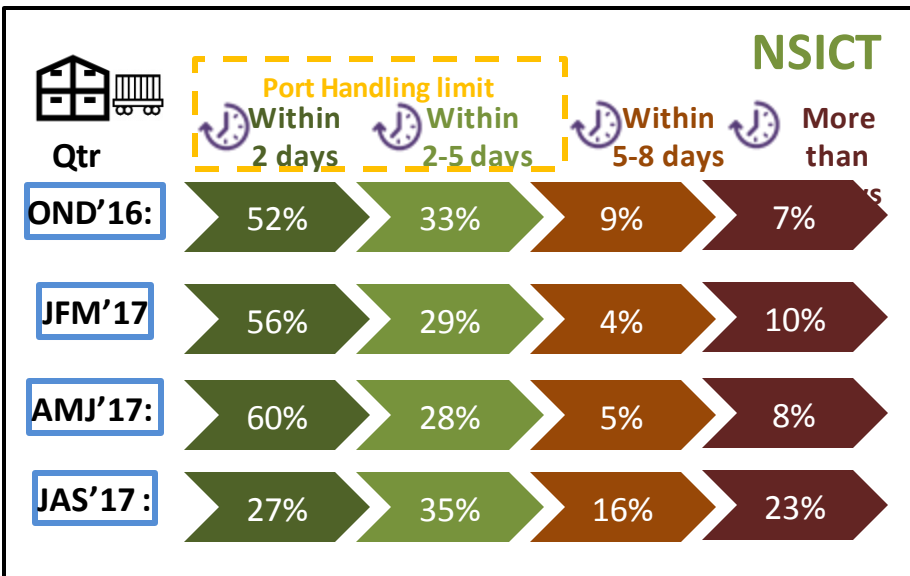 NSICT
Port Handling limit
Qtr
Within 2 days
Within 2-5 days
Within 5-8 days
More than
OND’16: 52% 33% 9% 7%
JFM’17 56% 29% 4% 10%
AMJ’17: 60% 28% 5% 8%
JAS’17 : 27% 35% 16% 23%